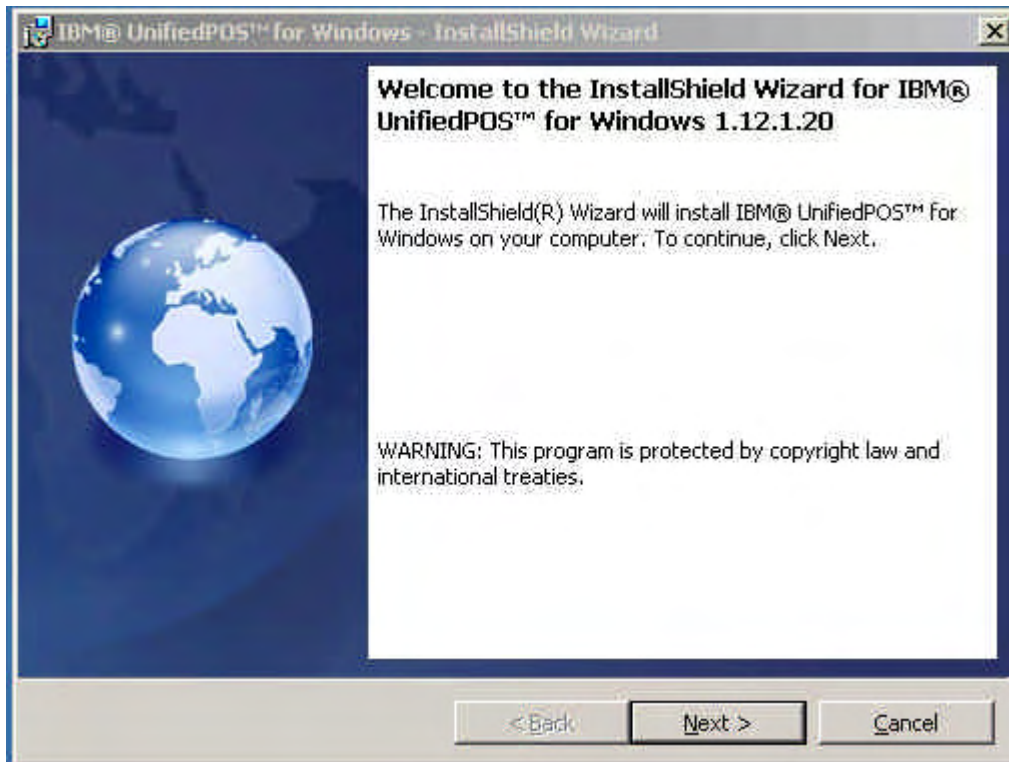 IBM® UnifiedPOS™ for Windows - InstallShield Wizard
Welcome to the InstallShield Wizard for IBM®
UnifiedPOS™ for Windows 1.12.1.20
The InstallShield(R) Wizard will install IBM® UnifiedPOS™ for
Windows on your computer. To continue, click Next.
WARNING: This program is protected by copyright law and
international treaties.
< Back Next > Cancel